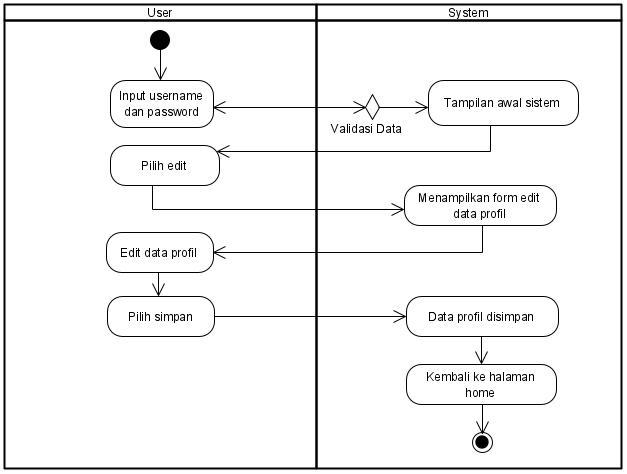 User
System
Input username
dan password
Validasi Data
Tampilan awal sistem
Pilih edit
Menampilkan form edit
data profil
Edit data profil
Pilih simpan
Data profil disimpan
Kembali ke halaman
home